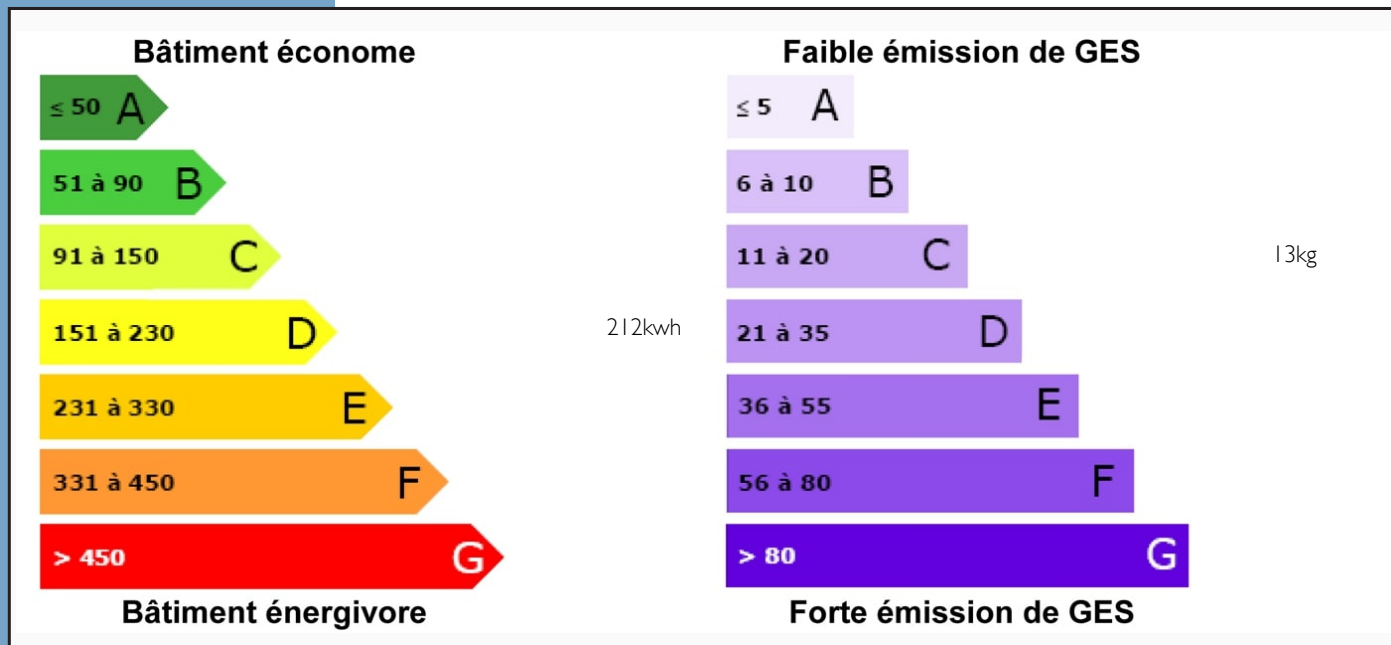 Bâtiment économe
≤ 50 A
51 à 90 B
91 à 150 C
151 à 230 D
212kwh
231 à 330 E
331 à 450 F
> 450 G
Bâtiment énergivore
Faible émission de GES
≤ 5 A
6 à 10 B
11 à 20 C
13kg
21 à 35 D
36 à 55 E
56 à 80 F
> 80 G
Forte émission de GES